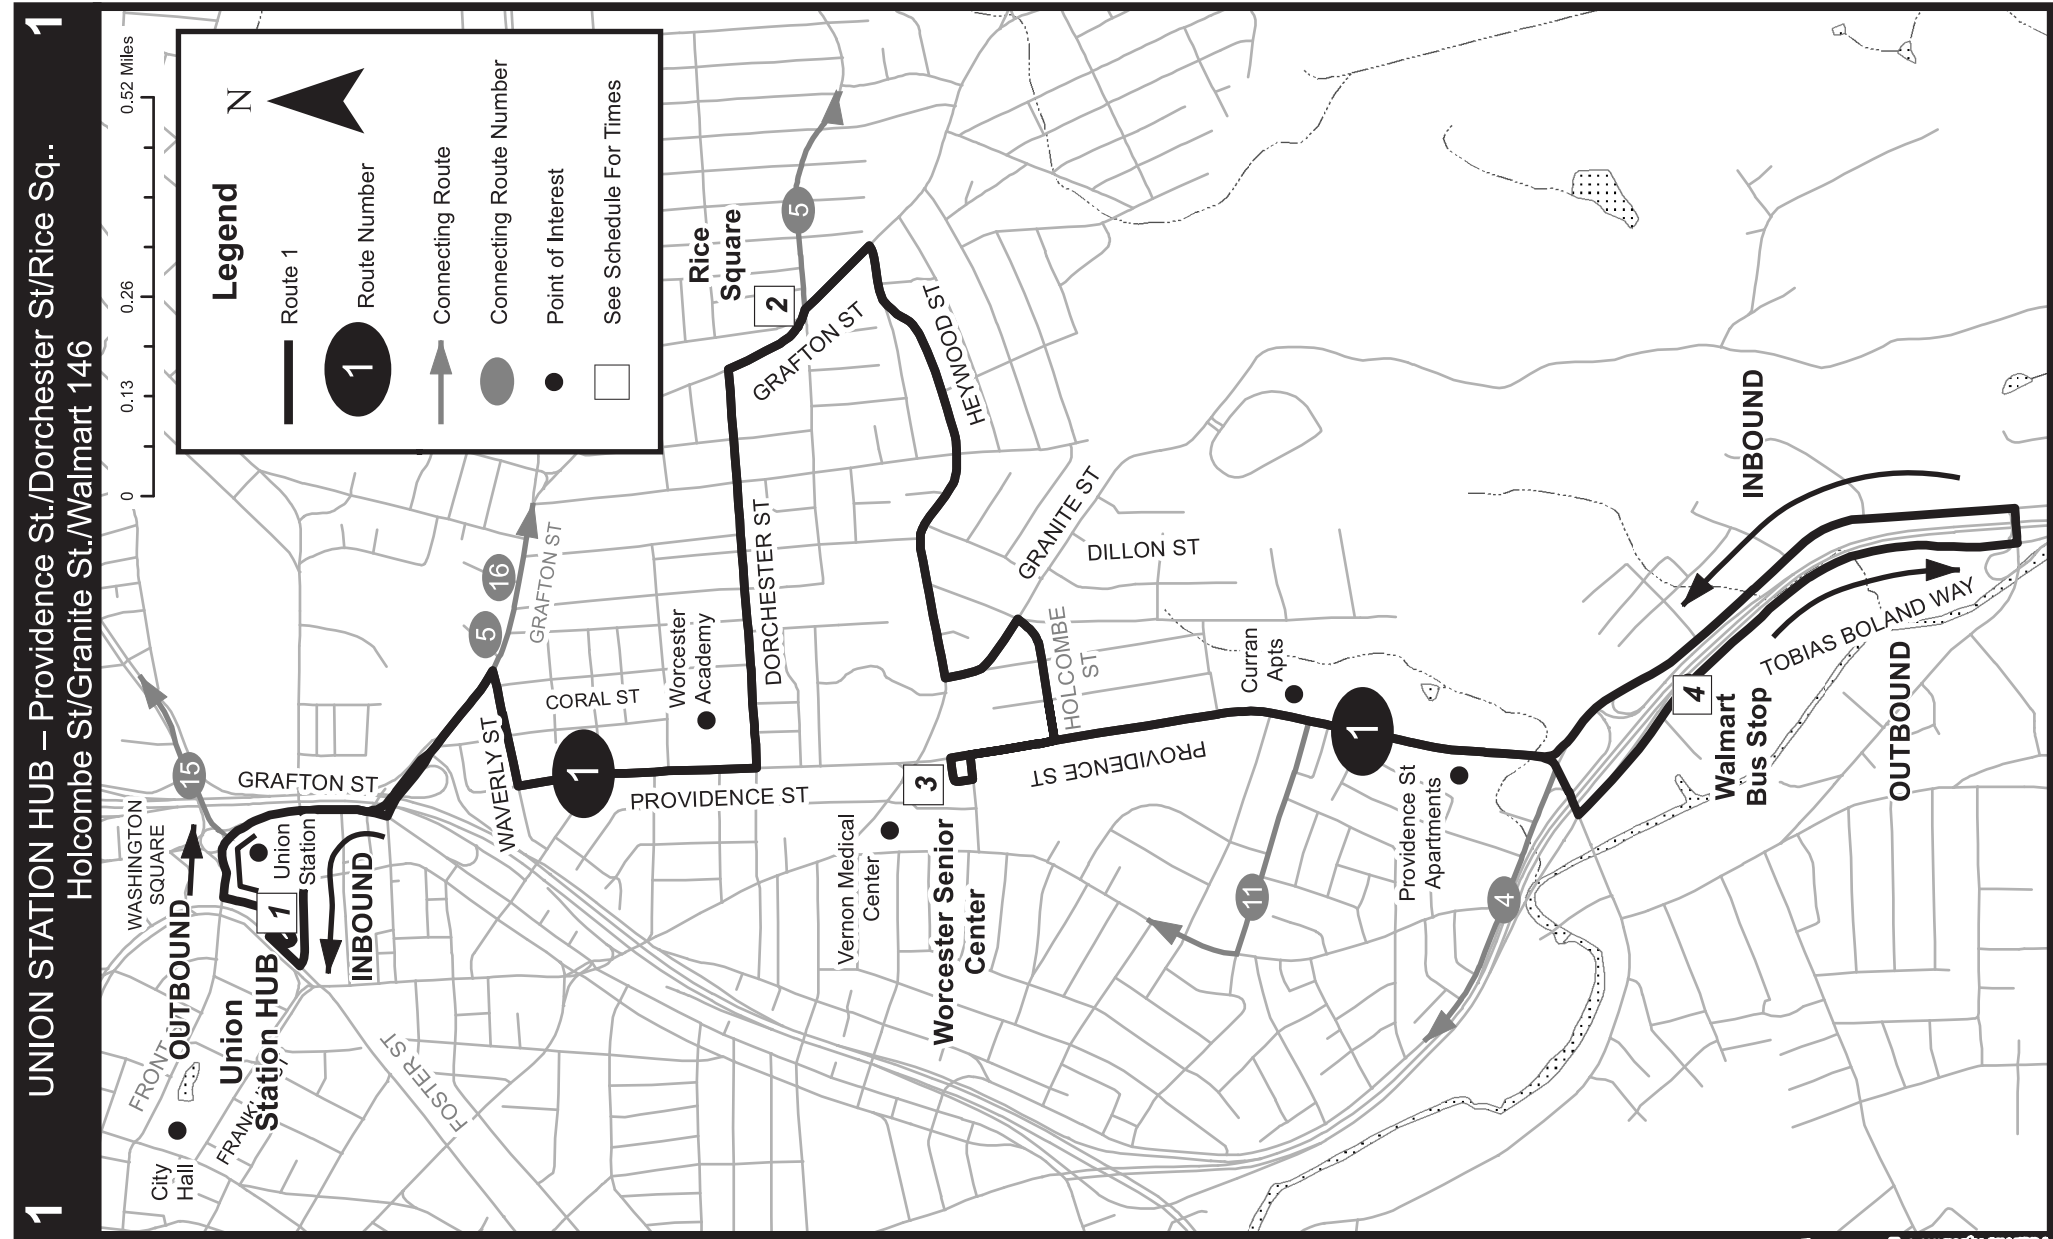 1 UNION STATION HUB – Providence St./Dorchester St/Rice Sq.. 1
Holcombe St/Granite St./Walmart 146
0 0.13 0.26 0.52 Miles
Legend
N
Route 1
1
Route Number
Connecting Route
Connecting Route Number
Point of Interest
See Schedule For Times
City
Hall
FRONT
OUTBOUND
WASHINGTON
SQUARE
15
GRAFTON ST
Union
Station HUB
1
Union
Station
INBOUND
FOSTER ST
WAVERLY ST
5
16
GRAFTON ST
CORAL ST
1
PROVIDENCE ST
Worcester
Academy
DORCHESTER ST
Rice
Square
2
5
GRAFTON ST
HEYWOOD ST
Vernon Medical
Center
3
Worcester Senior
Center
GRANITE ST
HOLCOMBE
ST
DILLON ST
PROVIDENCE ST
Curran
Apts
11
1
Providence St
Apartments
4
4
Walmart
Bus Stop
INBOUND
TOBIAS BOLAND WAY
OUTBOUND